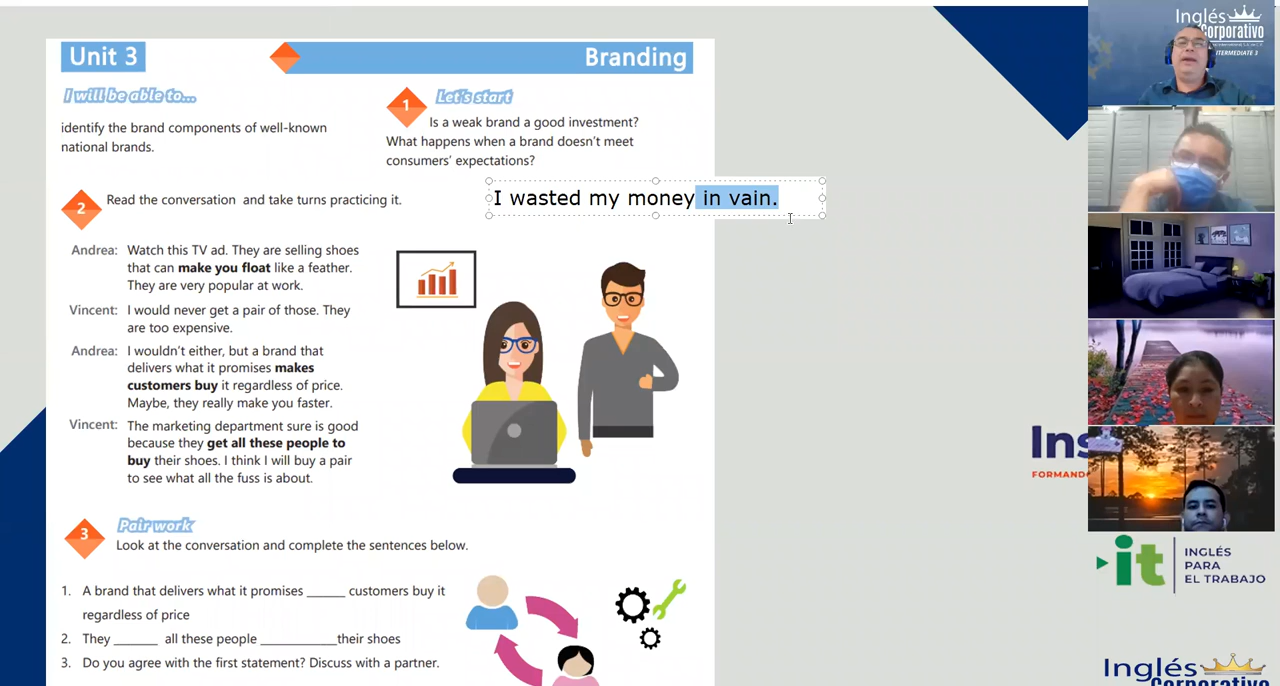 Unit 3
Branding
I will be able to...
identify the brand components of well-known
national brands.
1
Let's start
Is a weak brand a good investment?
What happens when a brand doesn't meet
consumers' expectations?
I wasted my money in vain.
2
Read the conversation and take turns practicing it.
Andrea: Watch this TV ad. They are selling shoes
that can make you float like a feather.
They are very popular at work.
Vincent: I would never get a pair of those. They
are too expensive.
Andrea: I wouldn't either, but a brand that
delivers what it promises makes
customers buy it regardless of price.
Maybe, they really make you faster.
Vincent: The marketing department sure is good
because they get all these people to
buy their shoes. I think I will buy a pair
to see what all the fuss is about.
3
Pair work
Look at the conversation and complete the sentences below.
1. A brand that delivers what it promises ______ customers buy it
regardless of price
2. They _______ all these people ____________their shoes
3. Do you agree with the first statement? Discuss with a partner.
Inglés
Corporativo
INTERMEDIATE 3
Ing
FORMAND
it
INGLÉS
PARA
EL TRABAJO
Inglés
Corporativo